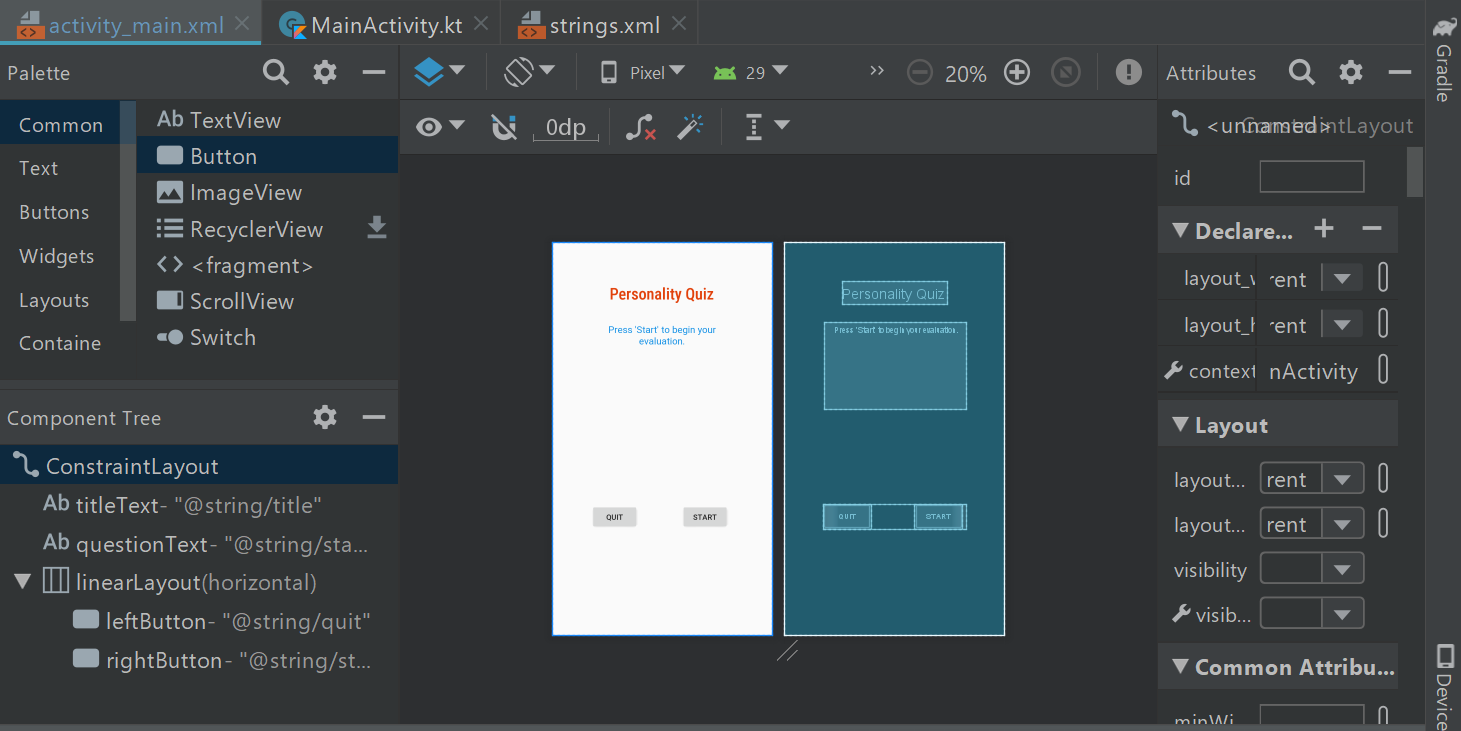 activity_main.xml
MainActivity.kt
strings.xml
Palette
Common
Text
Buttons
Widgets
Layouts
Containe
Ab TextView
Button
ImageView
RecyclerView
<fragment>
ScrollView
Switch
Component Tree
ConstraintLayout
Ab titleText- "@string/title"
Ab questionText- "@string/sta...
linearLayout(horizontal)
leftButton- "@string/quit"
rightButton- "@string/st...
Pixel
29
20%
0dp
Personality Quiz
Press 'Start' to begin your
evaluation.
QUIT
START
Personality Quiz
Press 'Start' to begin your evaluation.
QUIT
START
Attributes
<unnamed> ConstraintLayout
id
Declare...
layout_w rent
layout_h rent
context nActivity
Layout
layout... rent
layout... rent
visibility
visib...
Common Attribu...
minWi
Gradle
Device